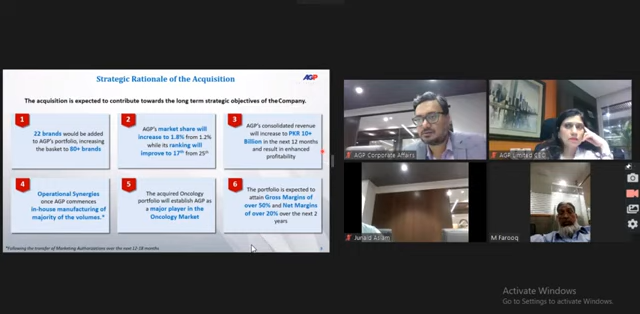 Strategic Rationale of the Acquisition
AGP
The acquisition is expected to contribute towards the long term strategic objectives of the Company.
1
22 brands would be
added to AGP's portfolio, increasing
the basket to 80+ brands
2
AGP's market share will
increase to 1.8% from 1.2%
while its ranking will
improve to 17th from 25th
3
AGP's consolidated revenue
will increase to PKR 10+
Billion in the next 12 months
and result in enhanced
profitability
4
Operational Synergies
once AGP commences
in-house manufacturing of
majority of the volumes.*
5
The acquired Oncology
portfolio will establish AGP as
a major player in the
Oncology Market
6
The portfolio is expected to
attain Gross Margins of
over 50% and Net Margins
of over 20% over the next 2
years
*Following the transfer of Marketing Authorizations over the next 12-18 months
AGP Corporate Affairs
AGP Limited CEO
Junaid Aslam
M Farooq
Activate Windows
Go to Settings to activate Windows.